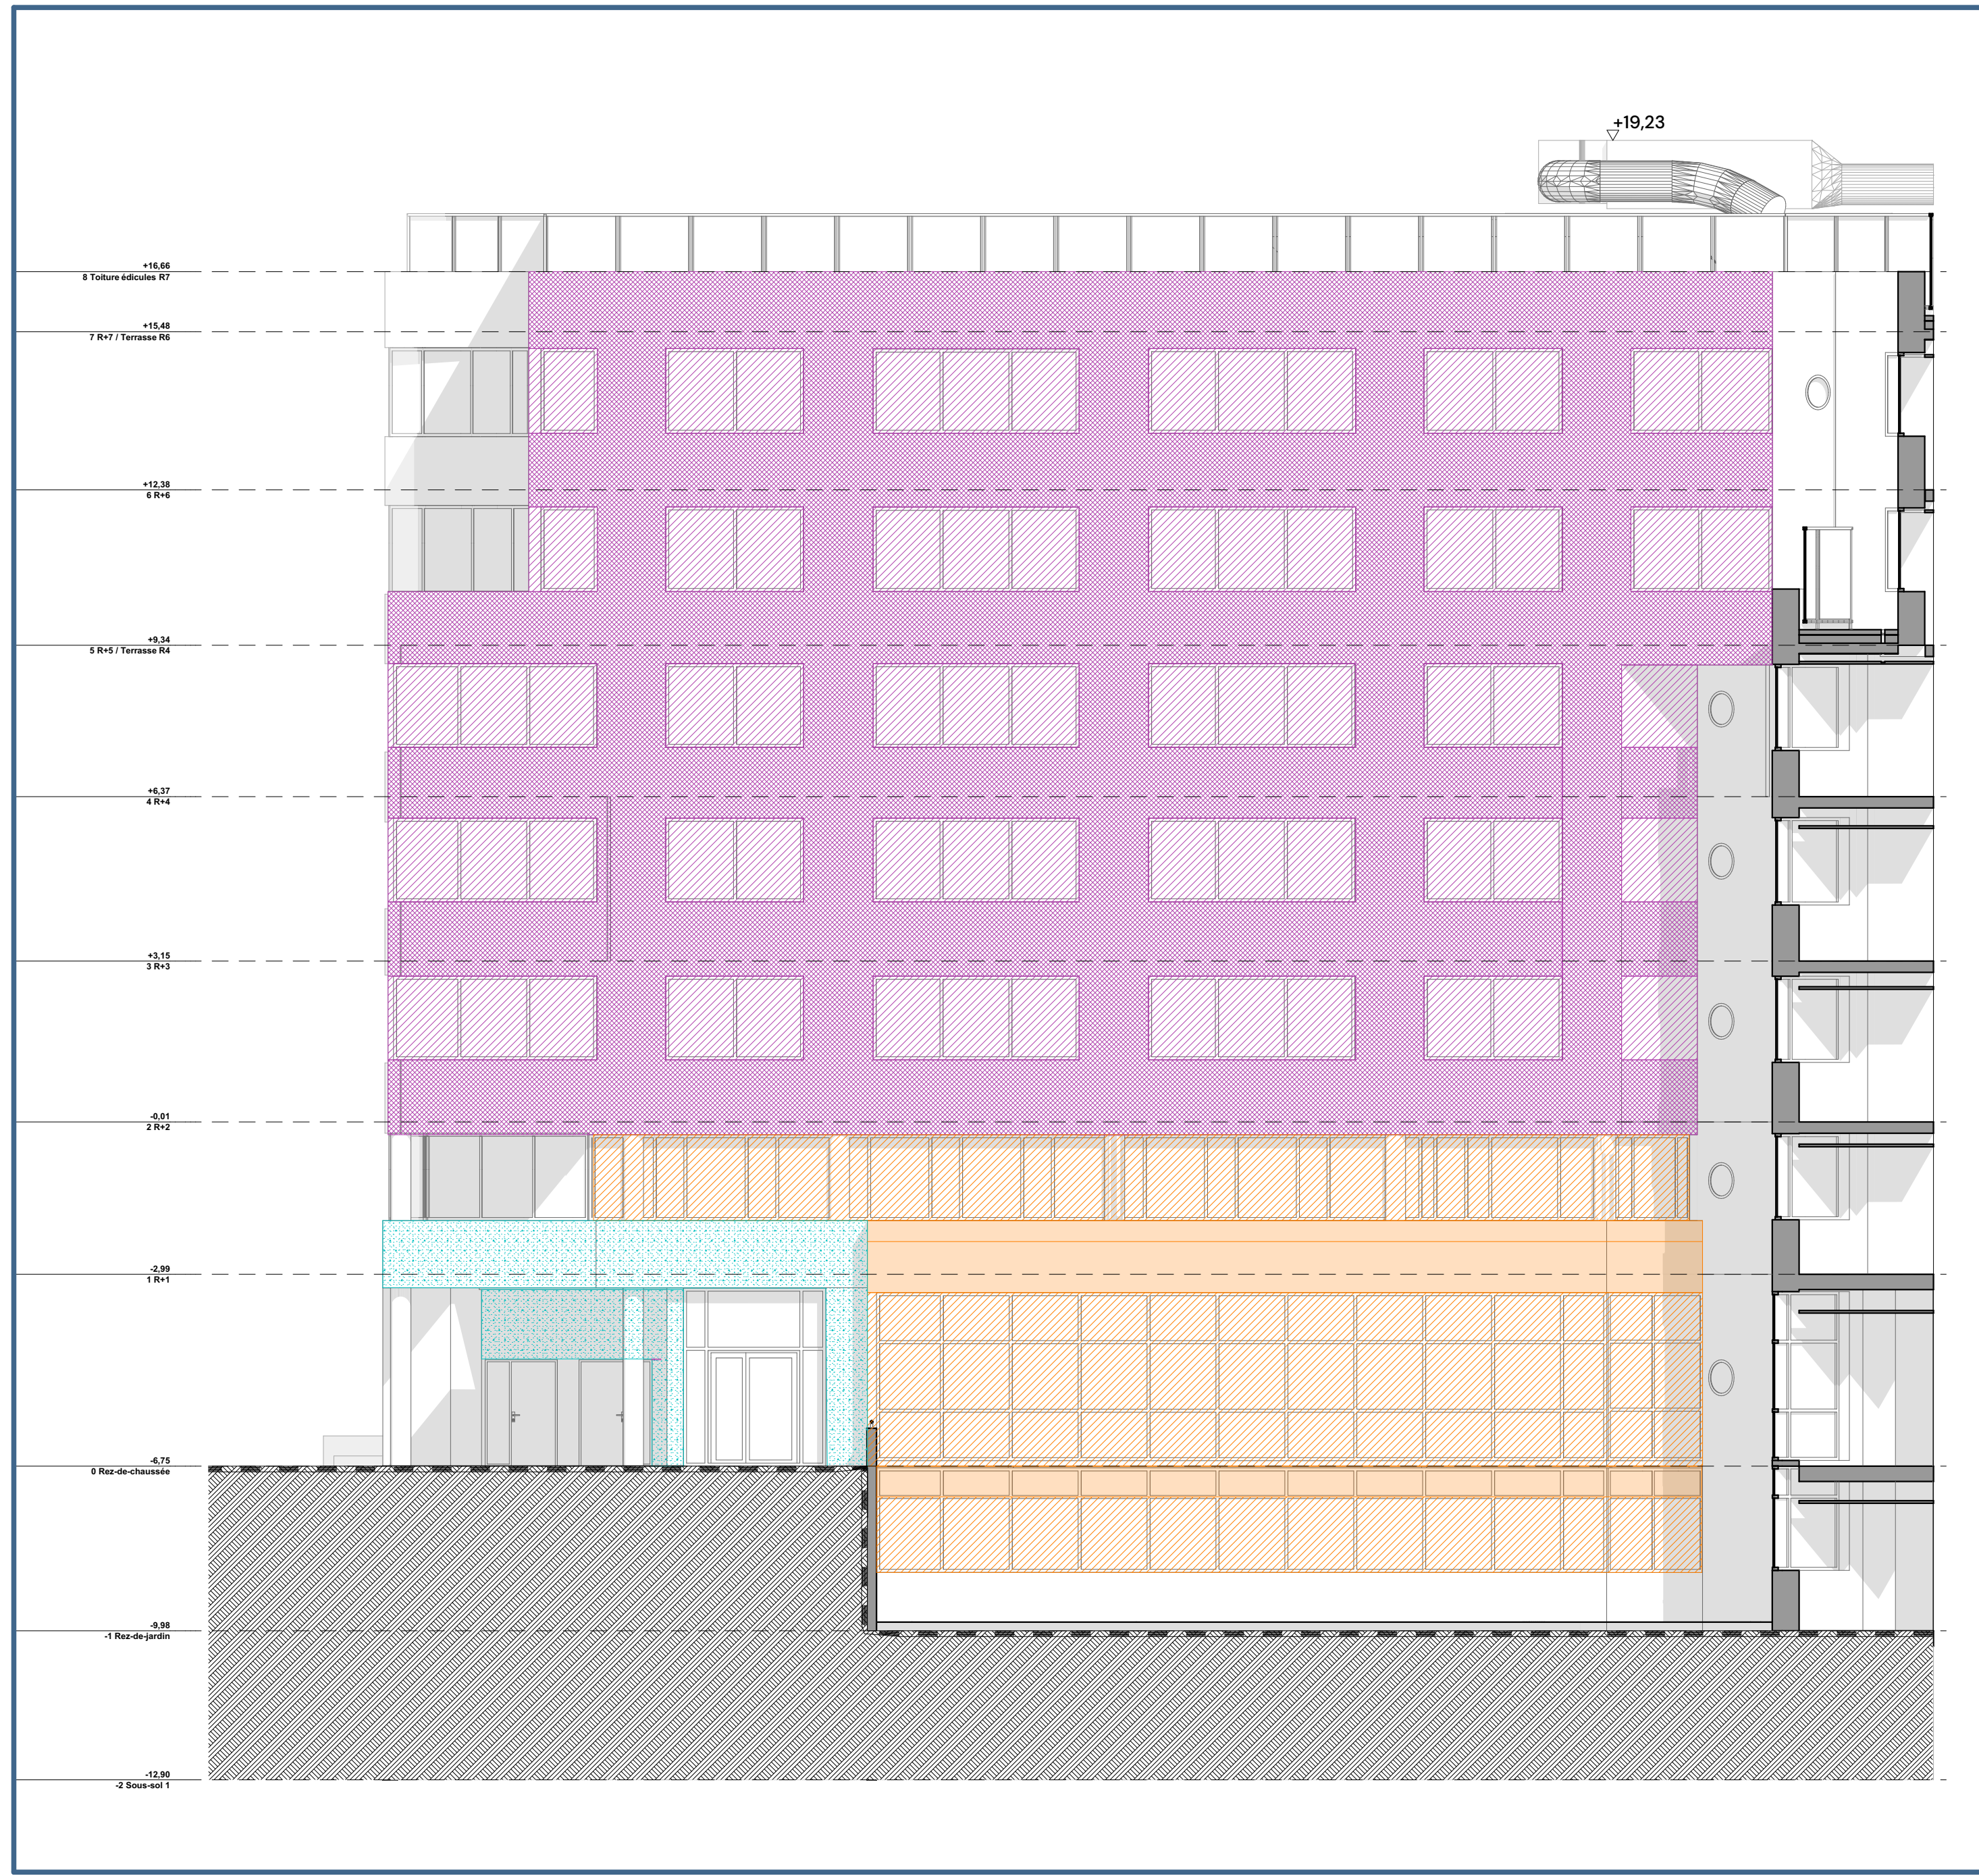 +19,23
+16,66
8 Toiture édicules R7
+15,48
7 R+7 / Terrasse R6
+12,38
6 R+6
+9,34
5 R+5 / Terrasse R4
+6,37
4 R+4
+3,15
3 R+3
-0,01
2 R+2
-2,99
1 R+1
-6,75
0 Rez-de-chaussée
-9,98
-1 Rez-de-jardin
-12,90
-2 Sous-sol 1